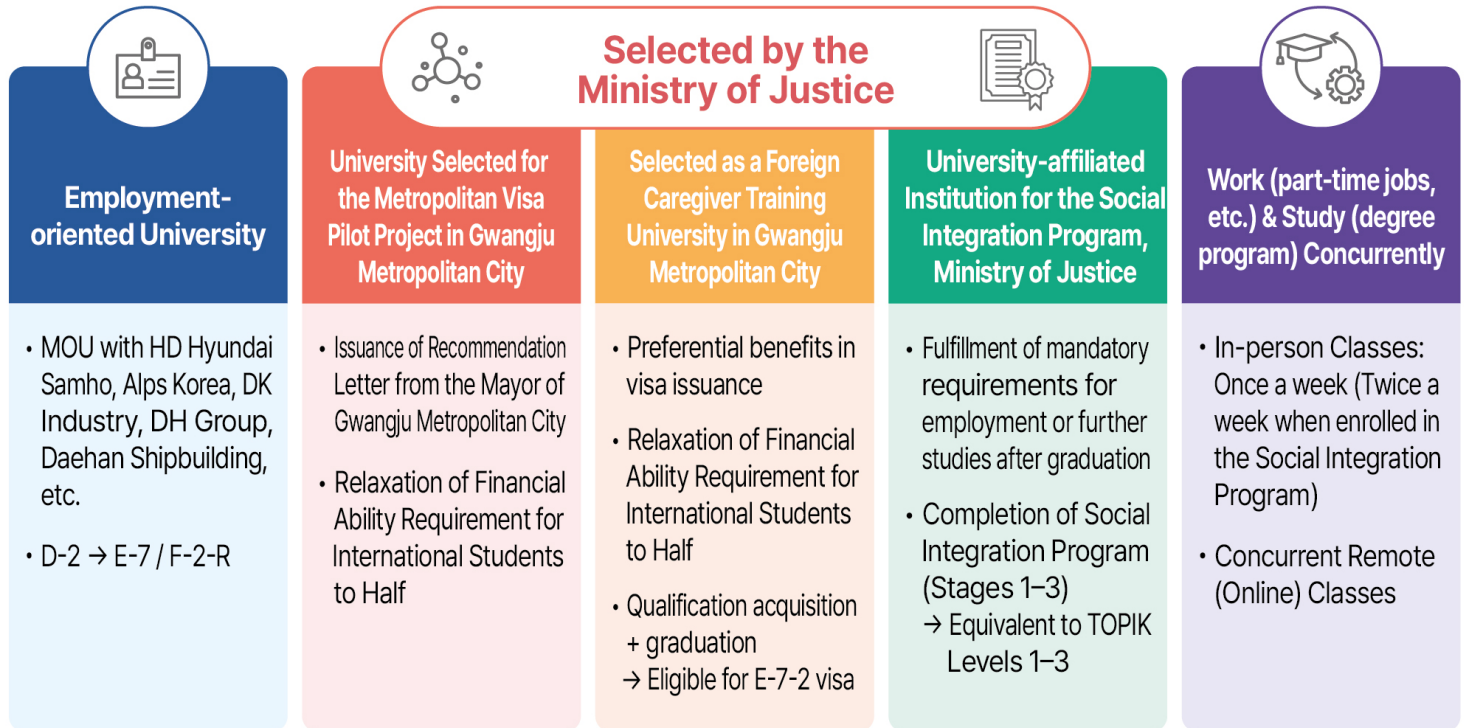 Selected by the
Ministry of Justice
Employment-
oriented University
• MOU with HD Hyundai
Samho, Alps Korea, DK
Industry, DH Group,
Daehan Shipbuilding,
etc.
• D-2 → E-7 / F-2-R
University Selected for
the Metropolitan Visa
Pilot Project in Gwangju
Metropolitan City
• Issuance of Recommendation
Letter from the Mayor of
Gwangju Metropolitan City
• Relaxation of Financial
Ability Requirement for
International Students
to Half
Selected as a Foreign
Caregiver Training
University in Gwangju
Metropolitan City
• Preferential benefits in
visa issuance
• Relaxation of Financial
Ability Requirement for
International Students
to Half
• Qualification acquisition
+ graduation
→ Eligible for E-7-2 visa
University-affiliated
Institution for the Social
Integration Program,
Ministry of Justice
• Fulfillment of mandatory
requirements for
employment or further
studies after graduation
• Completion of Social
Integration Program
(Stages 1–3)
→ Equivalent to TOPIK
Levels 1–3
Work (part-time jobs,
etc.) & Study (degree
program) Concurrently
• In-person Classes:
Once a week (Twice a
week when enrolled in
the Social Integration
Program)
• Concurrent Remote
(Online) Classes